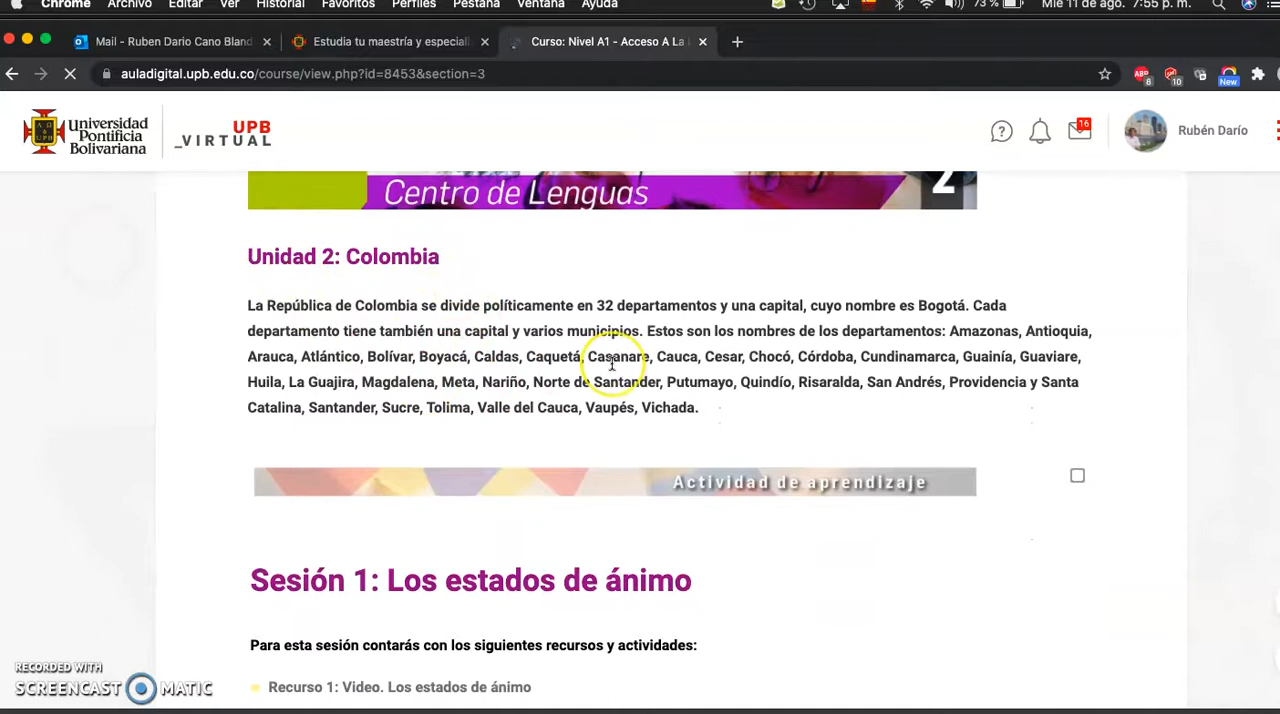 Chrome Archivo Editar Ver Historial Favoritos Perfiles Pestaña Ventana Ayuda 73 % Mié 11 de ago. 7:55 p. m.
Mail - Ruben Dario Cano Bland Estudia tu maestría y especiali Curso: Nivel A1 - Acceso A La
auladigital.upb.edu.co/course/view.php?id=8453&section=3
ABP 8 10 New
Universidad Pontificia Bolivariana
UPB
_VIRTUAL
16
Rubén Darío
Centro de Lenguas 2
Unidad 2: Colombia
La República de Colombia se divide políticamente en 32 departamentos y una capital, cuyo nombre es Bogotá. Cada
departamento tiene también una capital y varios municipios. Estos son los nombres de los departamentos: Amazonas, Antioquia,
Arauca, Atlántico, Bolívar, Boyacá, Caldas, Caquetá, Casanare, Cauca, Cesar, Chocó, Córdoba, Cundinamarca, Guainía, Guaviare,
Huila, La Guajira, Magdalena, Meta, Nariño, Norte de Santander, Putumayo, Quindío, Risaralda, San Andrés, Providencia y Santa
Catalina, Santander, Sucre, Tolima, Valle del Cauca, Vaupés, Vichada.
Actividad de aprendizaje
Sesión 1: Los estados de ánimo
Para esta sesión contarás con los siguientes recursos y actividades:
Recurso 1: Video. Los estados de ánimo
RECORDED WITH
SCREENCAST MATIC